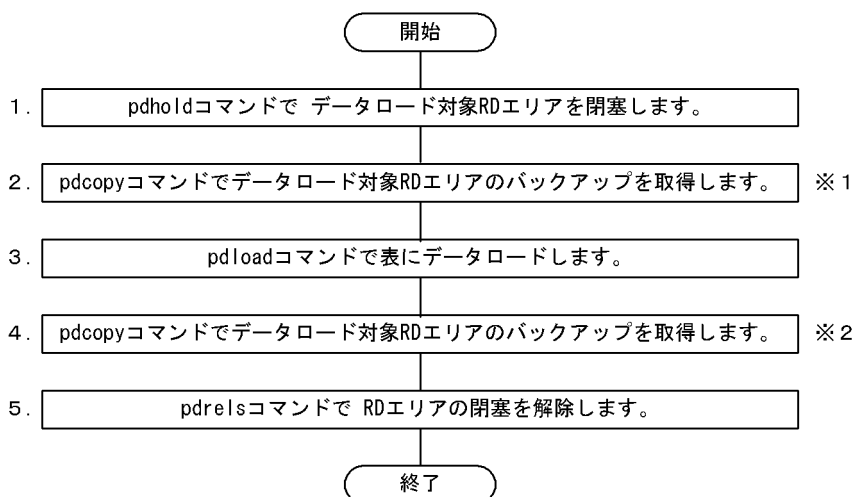 開始
1. pdholdコマンドで データロード対象RDエリアを閉塞します。
2. pdcopyコマンドでデータロード対象RDエリアのバックアップを取得します。 ※1
3. pdloadコマンドで表にデータロードします。
4. pdcopyコマンドでデータロード対象RDエリアのバックアップを取得します。 ※2
5. pdrelsコマンドで RDエリアの閉塞を解除します。
終了